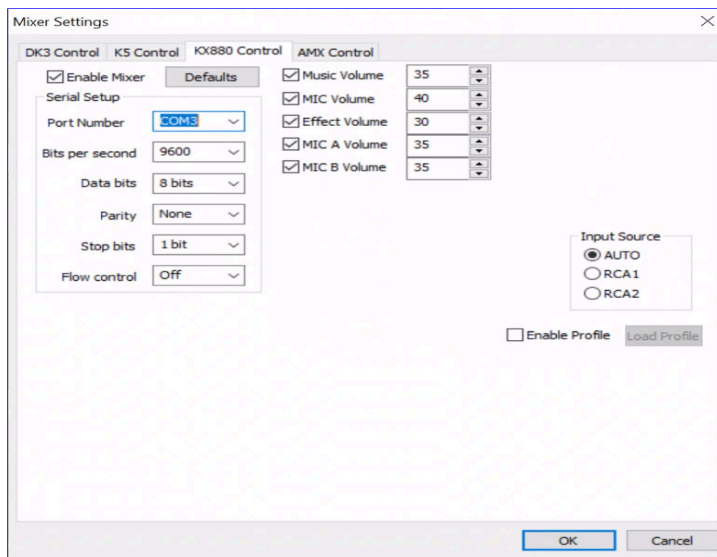 Mixer Settings
DK3 Control K5 Control KX880 Control AMX Control
Enable Mixer Defaults
Serial Setup
Port Number COM3
Bits per second 9600
Data bits 8 bits
Parity None
Stop bits 1 bit
Flow control Off
Music Volume 35
MIC Volume 40
Effect Volume 30
MIC A Volume 35
MIC B Volume 35
Input Source
AUTO
RCA1
RCA2
Enable Profile Load Profile
OK Cancel